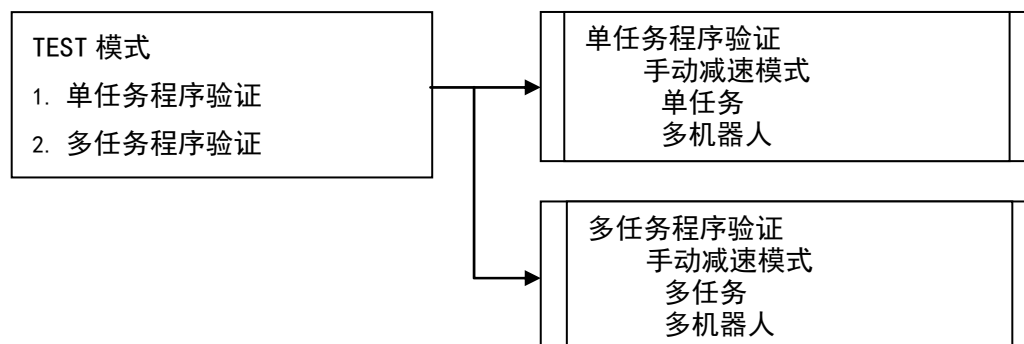 TEST 模式
1. 单任务程序验证
2. 多任务程序验证
单任务程序验证
手动减速模式
单任务
多机器人
多任务程序验证
手动减速模式
多任务
多机器人